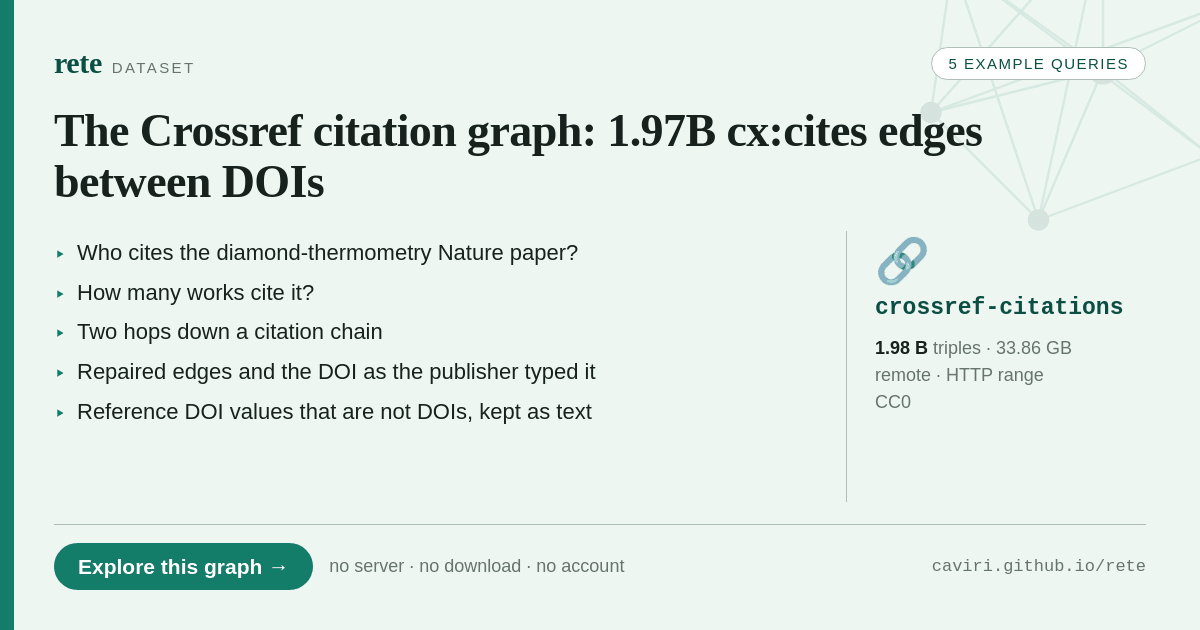 rete DATASET
5 EXAMPLE QUERIES
The Crossref citation graph: 1.97B cx:cites edges
between DOIs
▸ Who cites the diamond-thermometry Nature paper?
▸ How many works cite it?
▸ Two hops down a citation chain
▸ Repaired edges and the DOI as the publisher typed it
▸ Reference DOI values that are not DOIs, kept as text
crossref-citations
1.98 B triples · 33.86 GB
remote · HTTP range
CC0
Explore this graph →
no server · no download · no account
caviri.github.io/rete